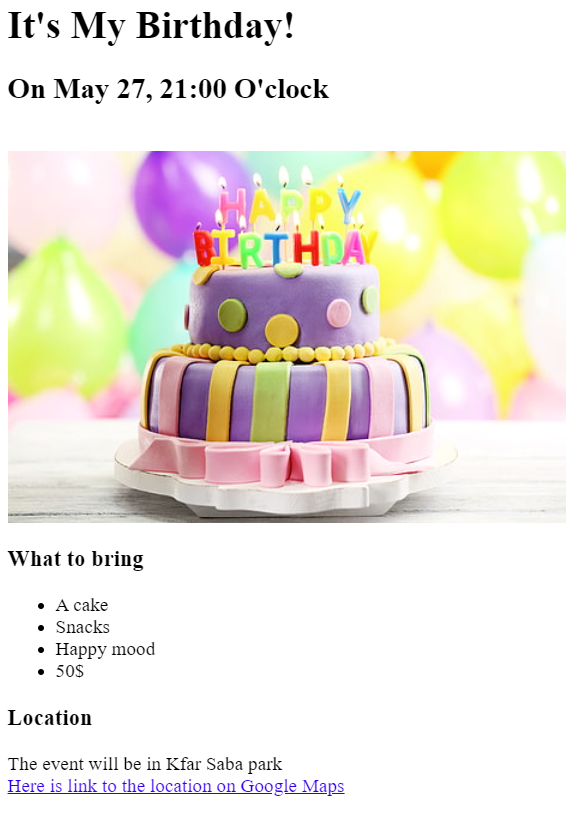 It's My Birthday!
On May 27, 21:00 O'clock
HAPPY
BIRTHDAY
What to bring
A cake
Snacks
Happy mood
50$
Location
The event will be in Kfar Saba park
Here is link to the location on Google Maps